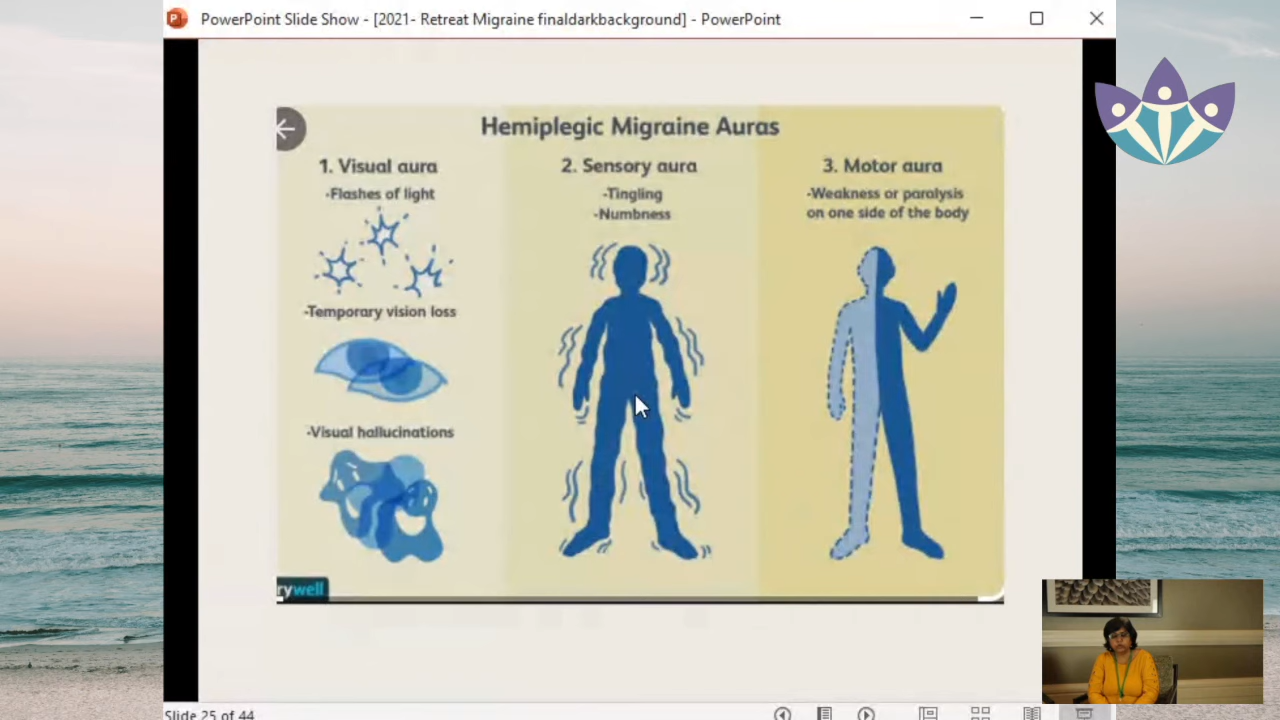 PowerPoint Slide Show - [2021- Retreat Migraine finaldarkbackground] - PowerPoint
Hemiplegic Migraine Auras
1. Visual aura
-Flashes of light
-Temporary vision loss
-Visual hallucinations
2. Sensory aura
-Tingling
-Numbness
3. Motor aura
-Weakness or paralysis
on one side of the body
rywell
Slide 25 of 44